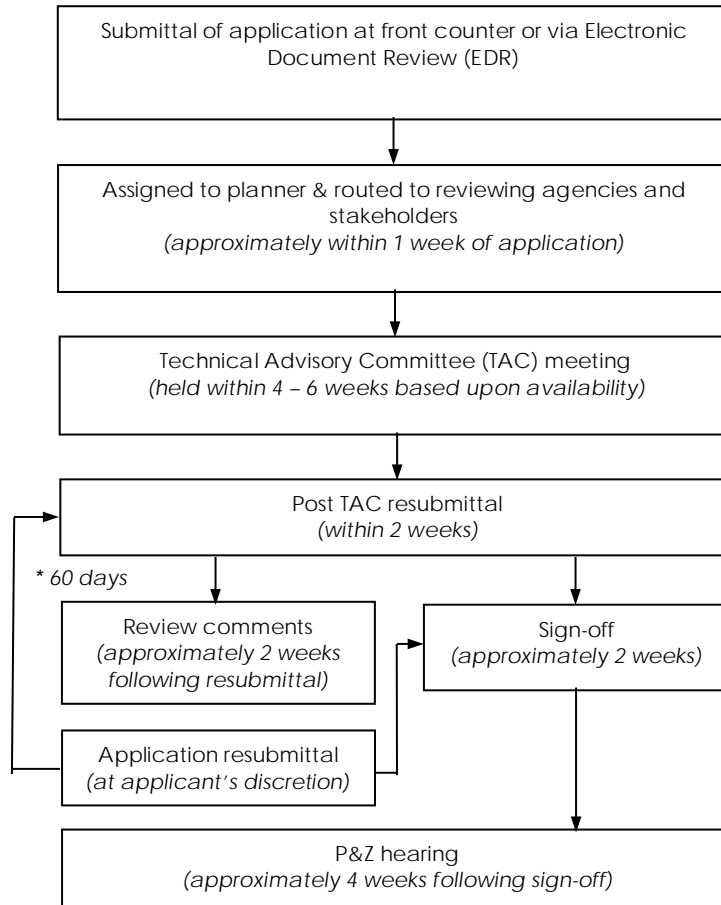 Submittal of application at front counter or via Electronic
Document Review (EDR)
Assigned to planner & routed to reviewing agencies and
stakeholders
(approximately within 1 week of application)
Technical Advisory Committee (TAC) meeting
(held within 4 – 6 weeks based upon availability)
Post TAC resubmittal
(within 2 weeks)
* 60 days
Review comments
(approximately 2 weeks
following resubmittal)
Sign-off
(approximately 2 weeks)
Application resubmittal
(at applicant’s discretion)
P&Z hearing
(approximately 4 weeks following sign-off)